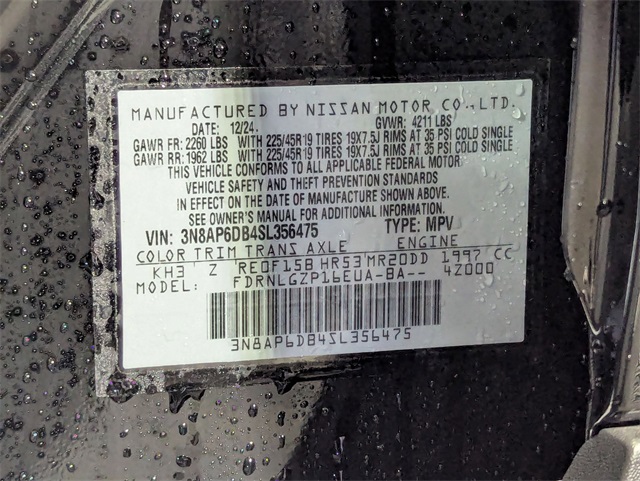 MANUFACTURED BY NISSAN MOTOR CO., LTD.
DATE: 12/24. GVWR: 4211 LBS
GAWR FR: 2260 LBS WITH 225/45R19 TIRES 19X7.5J RIMS AT 35 PSI COLD SINGLE
GAWR RR: 1962 LBS WITH 225/45R19 TIRES 19X7.5J RIMS AT 35 PSI COLD SINGLE
THIS VEHICLE CONFORMS TO ALL APPLICABLE FEDERAL MOTOR
VEHICLE SAFETY AND THEFT PREVENTION STANDARDS
IN EFFECT ON THE DATE OF MANUFACTURE SHOWN ABOVE.
SEE OWNER'S MANUAL FOR ADDITIONAL INFORMATION.
VIN: 3N8AP6DB4SL356475 TYPE: MPV
COLOR TRIM TRANS AXLE ENGINE
KH3 Z RE0F15B HR53 MR20DD 1997 CC
MODEL: FDRNLGZP16EUA-BA-- 4Z000
3N8AP6DB4SL356475